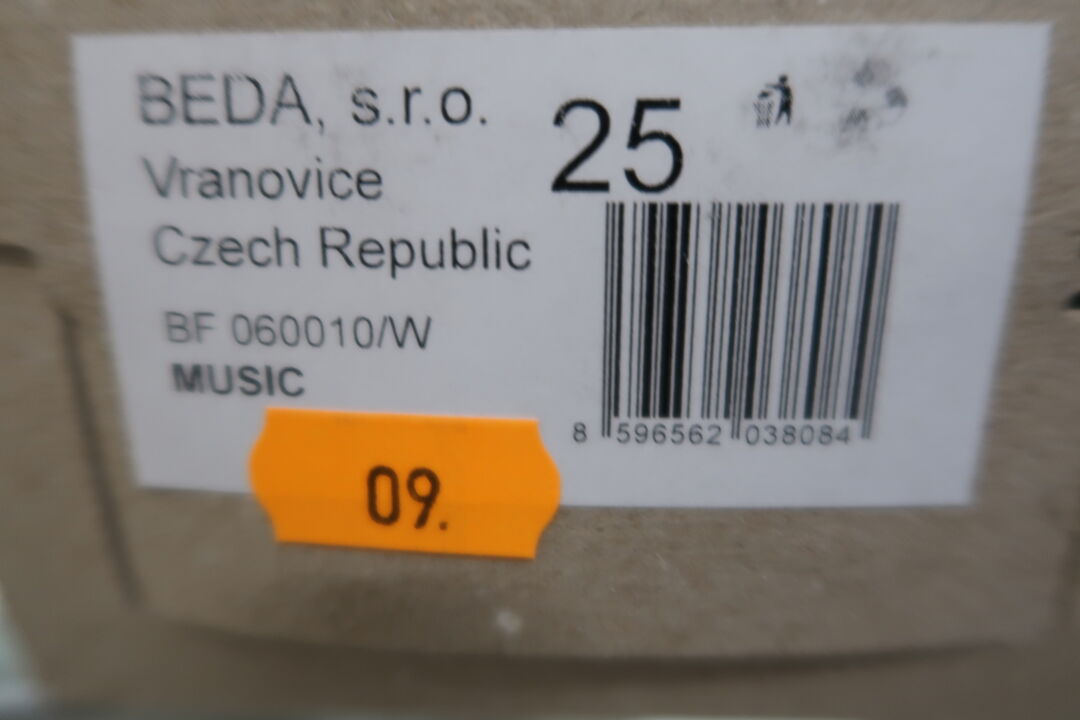 BEDA, s.r.o.
Vranovice
Czech Republic
BF 060010/W
MUSIC
25
8 596562 038084
09.